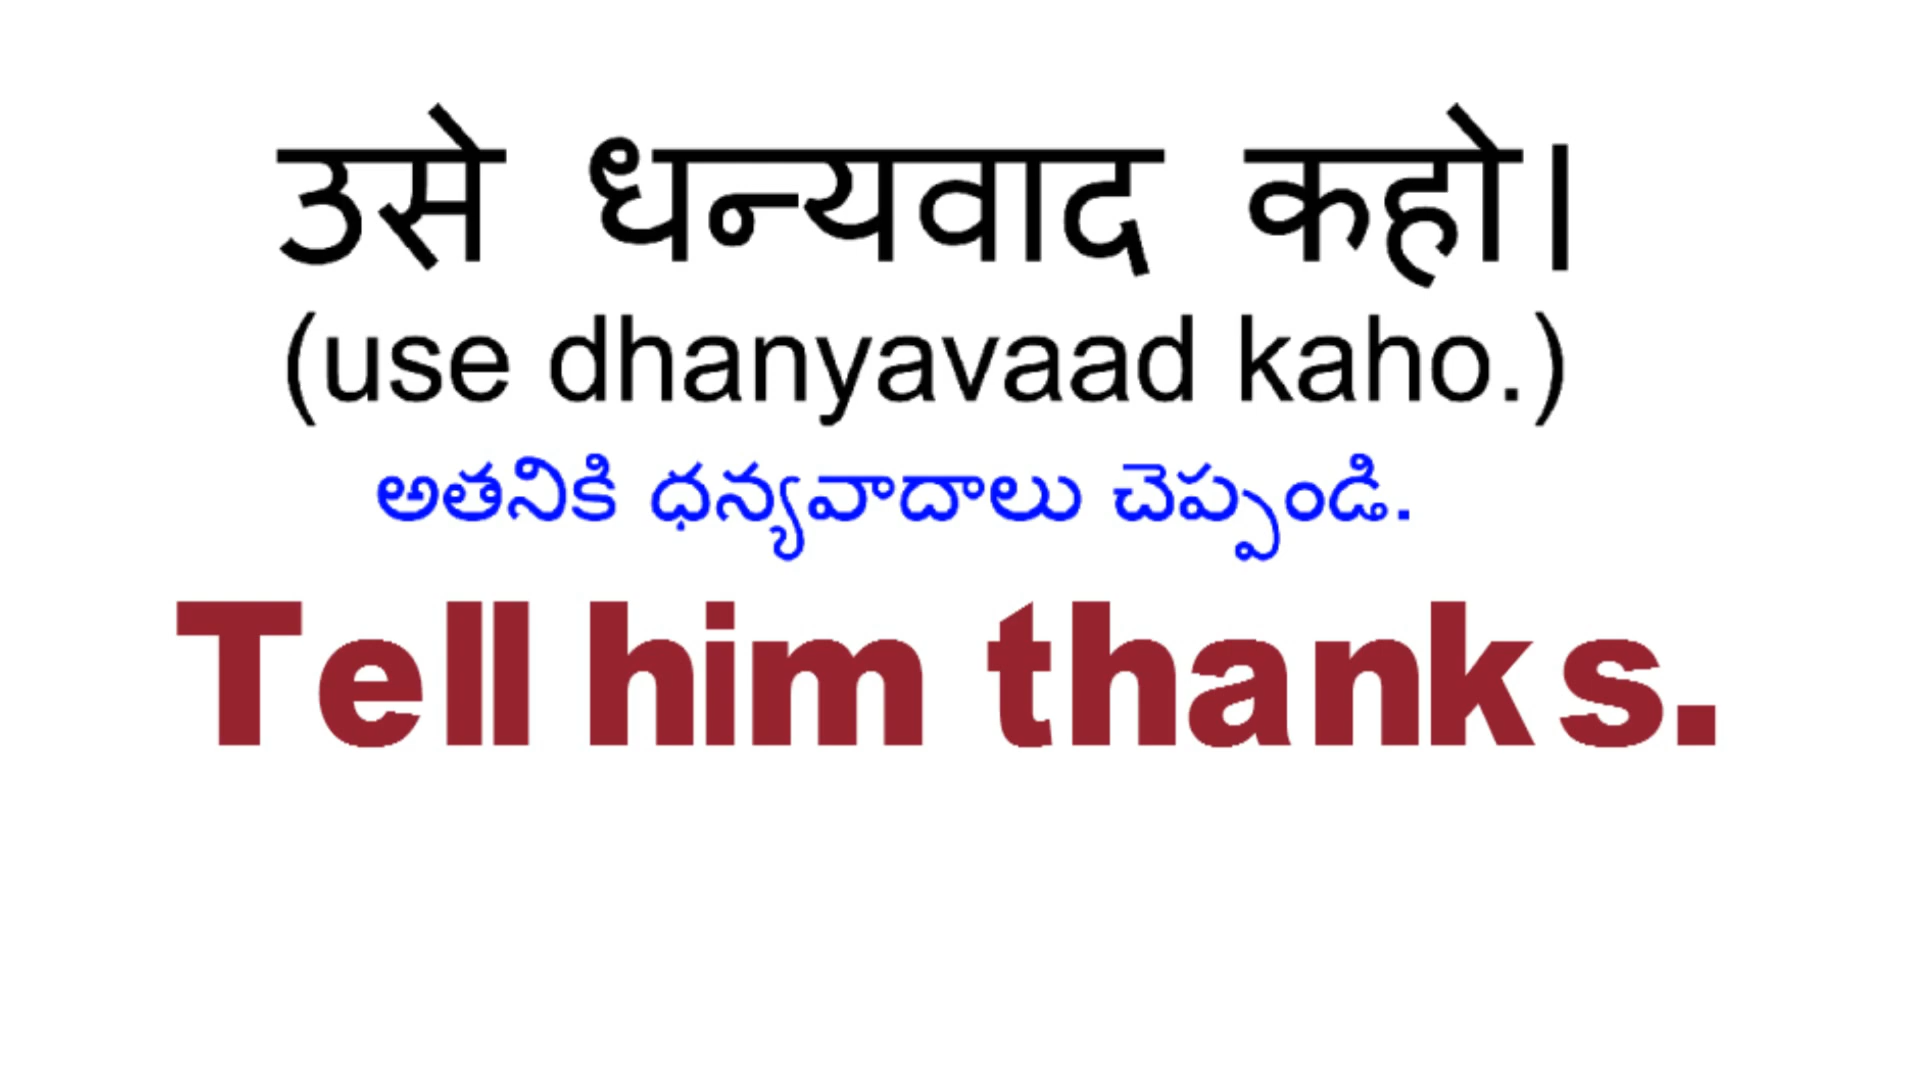 उसे धन्यवाद कहो।
(use dhanyavaad kaho.)
అతనికి ధన్యవాదాలు చెప్పండి.
Tell him thanks.